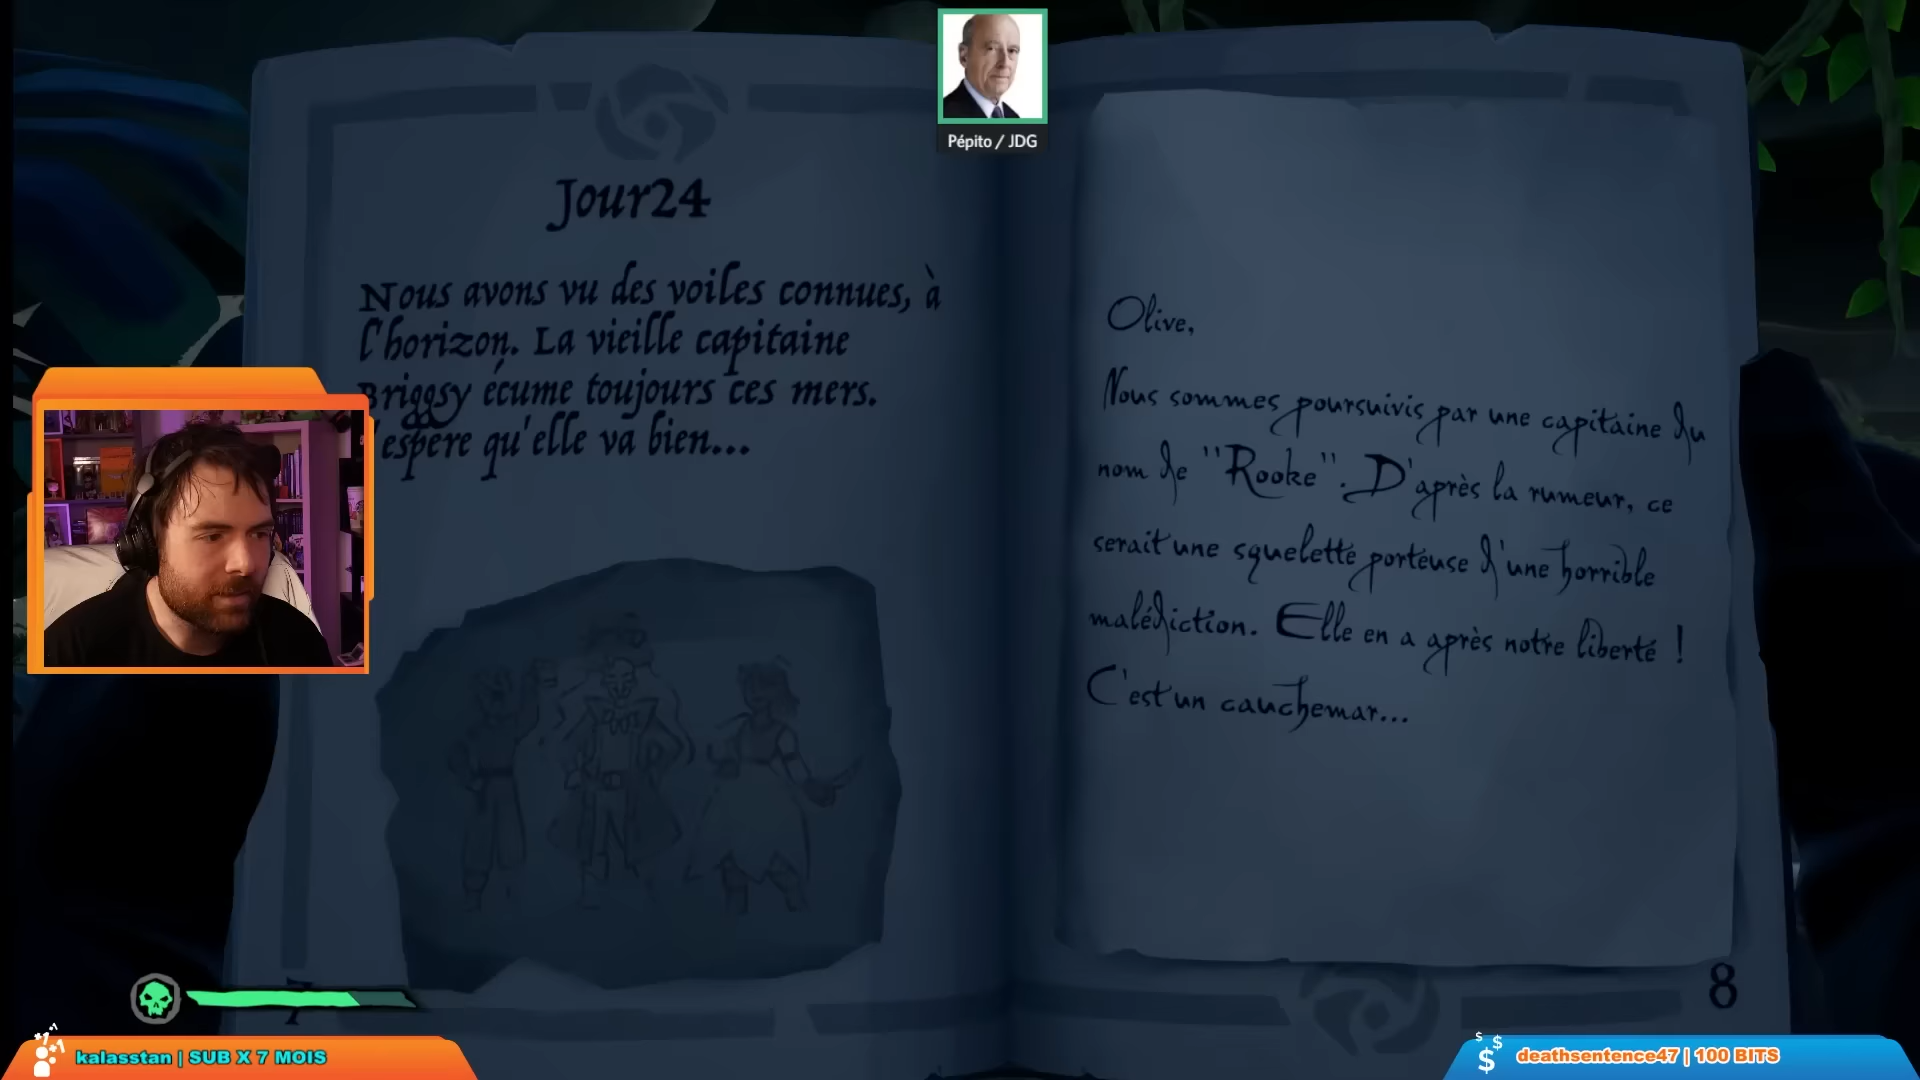 Pépito / JDG
Jour24
Nous avons vu des voiles connues, à
l'horizon. La vieille capitaine
Briggsy écume toujours ces mers.
espère qu'elle va bien...
7
Olive,
Nous sommes poursuivis par une capitaine du
nom de "Rooke". D'après la rumeur, ce
serait une squelette porteuse d'une horrible
malédiction. Elle en a après notre liberté !
C'est un cauchemar...
8
kalasstan | SUB X 7 MOIS
deathsentence47 | 100 BITS